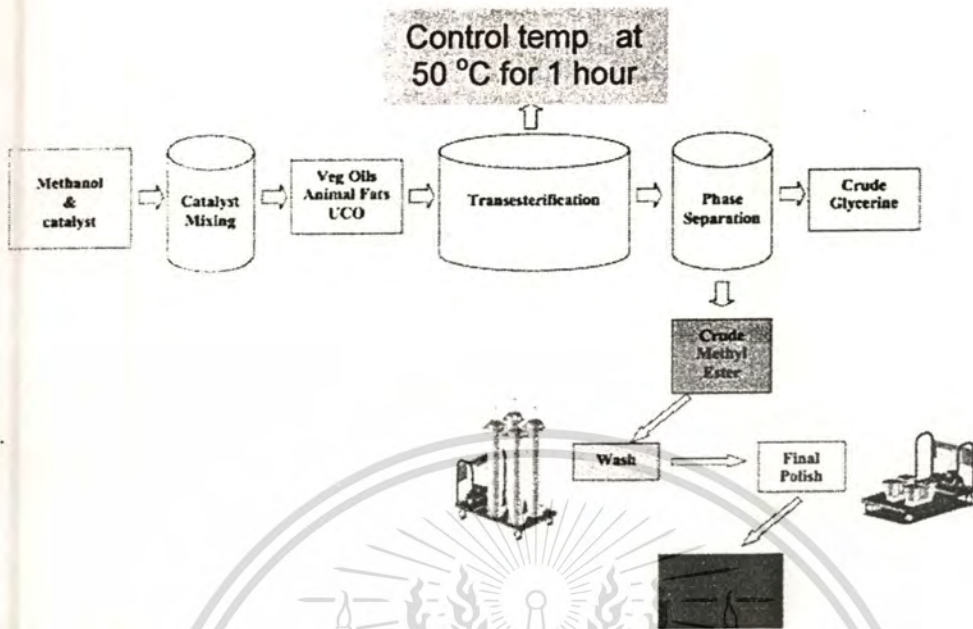 Control temp at
50 °C for 1 hour
Methanol
&
catalyst
Catalyst
Mixing
Veg Oils
Animal Fats
UCO
Transesterification
Phase
Separation
Crude
Glycerine
Crude
Methyl
Ester
Wash
Final
Polish